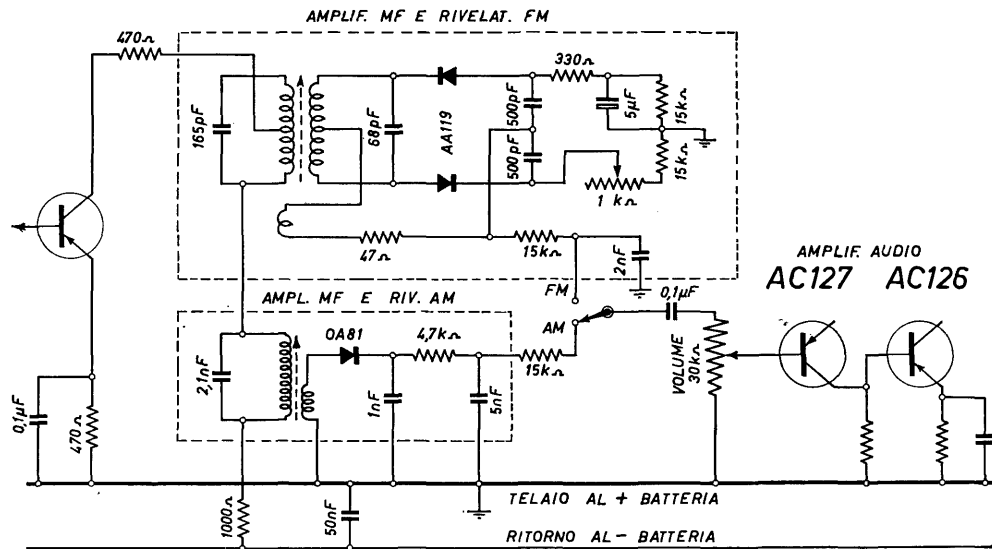 AMPLIF. MF E RIVELAT. FM
470Ω
165pF
68pF
AA119
500pF
500pF
330Ω
5µF
15kΩ
15kΩ
1 kΩ
47Ω
15kΩ
2nF
FM
AM
AMPL. MF E RIV. AM
2,1nF
OA81
4,7kΩ
1nF
5nF
15kΩ
0,1µF
VOLUME
30kΩ
AMPLIF. AUDIO
AC127 AC126
0,1µF
470Ω
TELAIO AL + BATTERIA
1000Ω
50nF
RITORNO AL – BATTERIA